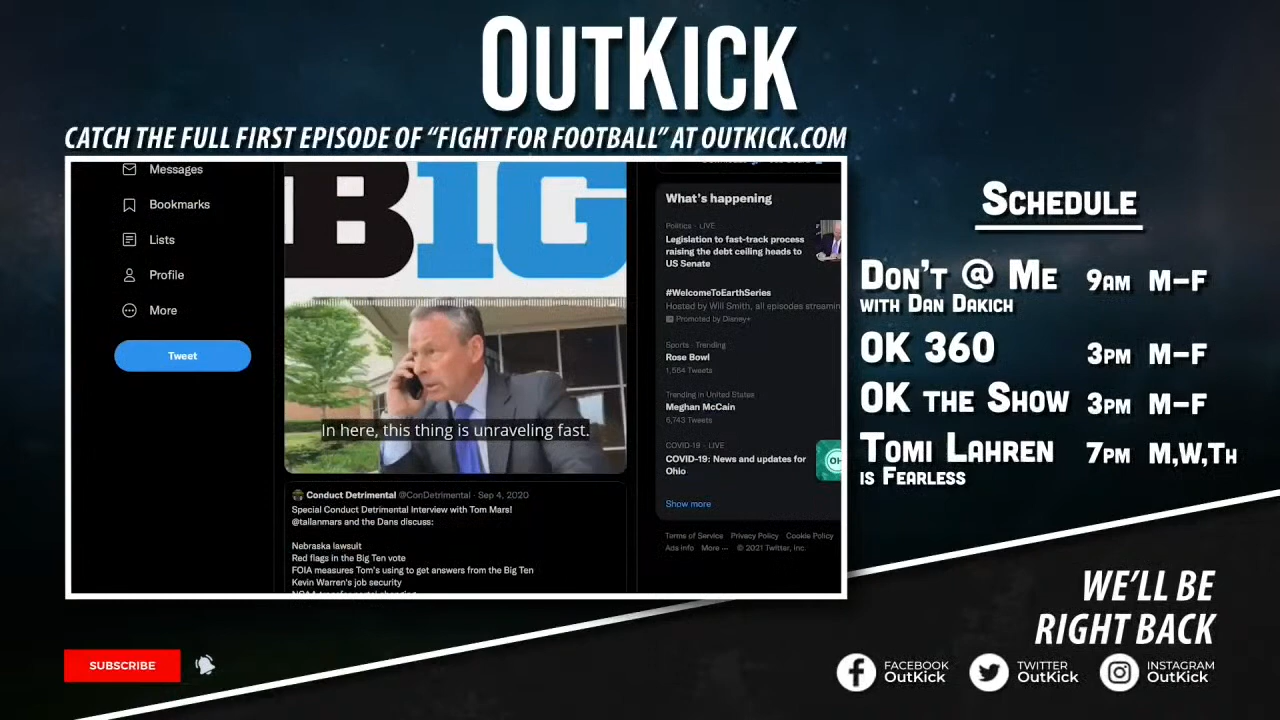 OUTKICK
CATCH THE FULL FIRST EPISODE OF "FIGHT FOR FOOTBALL" AT OUTKICK.COM
Messages
Bookmarks
Lists
Profile
More
Tweet
B1G
In here, this thing is unraveling fast.
Conduct Detrimental @ConDetrimental · Sep 4, 2020
Special Conduct Detrimental Interview with Tom Mars!
@tallanmars and the Dans discuss:
Nebraska lawsuit
Red flags in the Big Ten vote
FOIA measures Tom's using to get answers from the Big Ten
Kevin Warren's job security
What's happening
Politics · LIVE
Legislation to fast-track process
raising the debt ceiling heads to
US Senate
#WelcomeToEarthSeries
Hosted by Will Smith, all episodes
Promoted by Disney+
Sports · Trending
Rose Bowl
1,564 Tweets
Trending in United States
Meghan McCain
6,743 Tweets
COVID-19 · LIVE
COVID-19: News and updates for
Ohio
OH
Show more
Terms of Service Privacy Policy Cookie Policy
Ads info More ··· © 2021 Twitter, Inc.
SCHEDULE
DON'T @ ME 9AM M-F
WITH DAN DAKICH
OK 360 3PM M-F
OK THE SHOW 3PM M-F
TOMI LAHREN 7PM M,W,TH
IS FEARLESS
WE'LL BE
RIGHT BACK
SUBSCRIBE
FACEBOOK
OutKick
TWITTER
OutKick
INSTAGRAM
OutKick